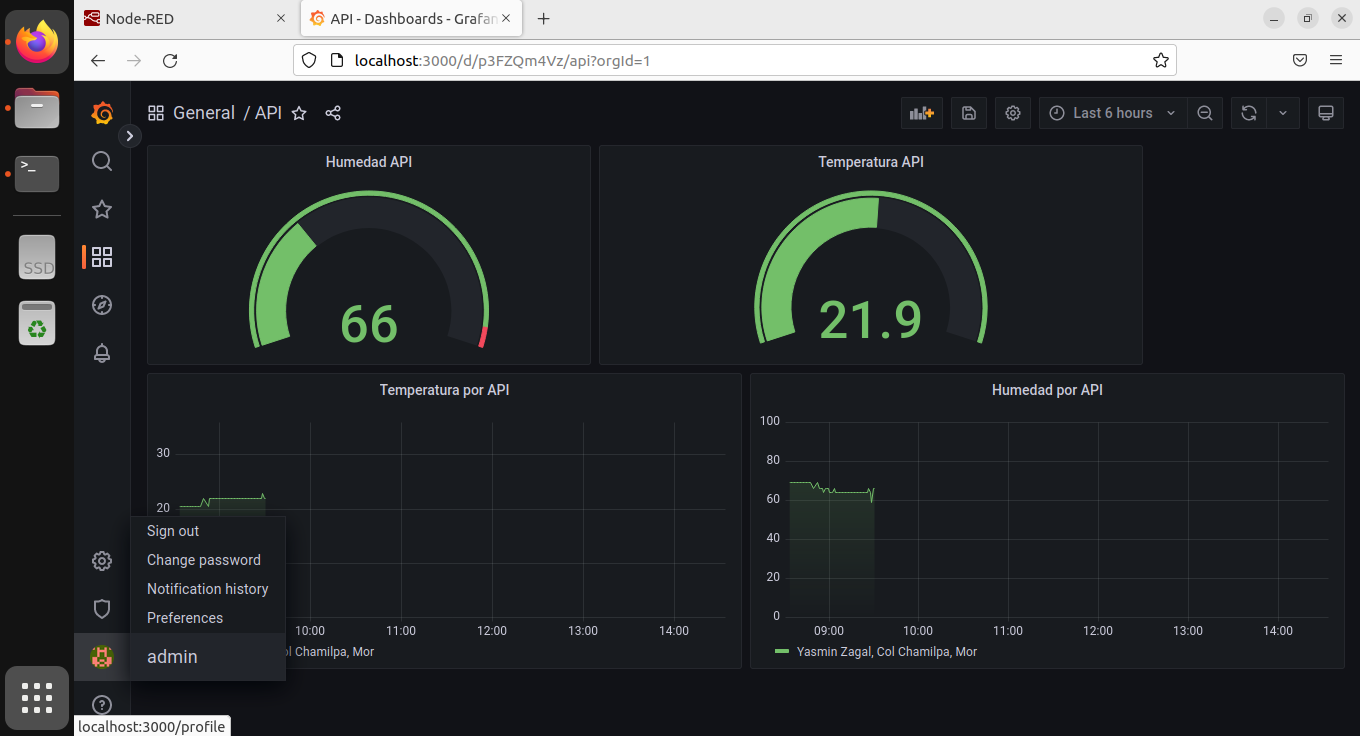 Node-RED
API - Dashboards - Grafan
localhost:3000/d/p3FZQm4Vz/api?orgId=1
General / API
Last 6 hours
Humedad API
66
Temperatura API
21.9
Temperatura por API
30
20
10:00 11:00 12:00 13:00 14:00
ol Chamilpa, Mor
Humedad por API
100
80
60
40
20
0
09:00 10:00 11:00 12:00 13:00 14:00
Yasmin Zagal, Col Chamilpa, Mor
Sign out
Change password
Notification history
Preferences
admin
localhost:3000/profile
SSD
>_